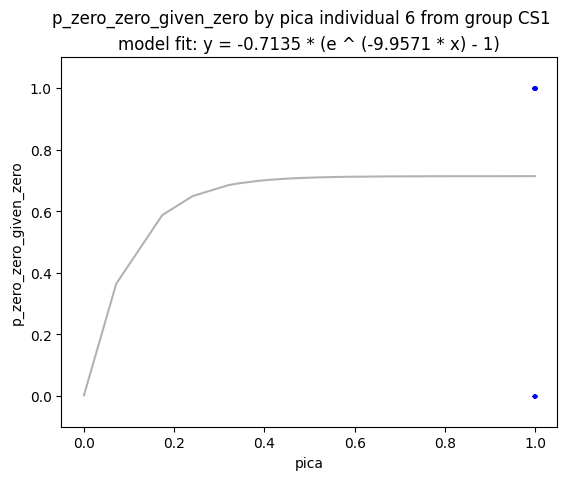 p_zero_zero_given_zero by pica individual 6 from group CS1
model fit: y = -0.7135 * (e ^ (-9.9571 * x) - 1)
1.0
0.8
0.6
0.4
0.2
0.0
p_zero_zero_given_zero
0.0 0.2 0.4 0.6 0.8 1.0
pica